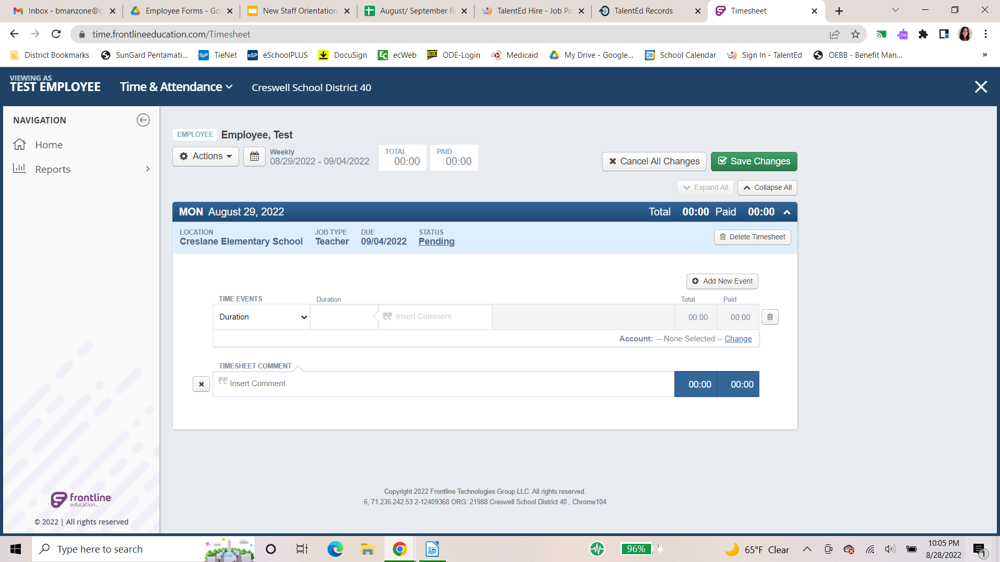 Inbox - bmanzone@c
Employee Forms - Go
New Staff Orientation
August/ September R
TalentEd Hire - Job Po
TalentEd Records
Timesheet
time.frontlineeducation.com/Timesheet
District Bookmarks
SunGard Pentamati...
SpP TieNet
eSP eSchoolPLUS
DocuSign
EC ecWeb
DISTRICT ODE-Login
Medicaid
My Drive - Google...
28 School Calendar
Sign In - TalentEd
OEBB - Benefit Man...
»
VIEWING AS
TEST EMPLOYEE
Time & Attendance
Creswell School District 40
NAVIGATION
Home
Reports
EMPLOYEE Employee, Test
Actions
Weekly
08/29/2022 - 09/04/2022
TOTAL
00:00
PAID
00:00
Cancel All Changes
Save Changes
Expand All
Collapse All
MON August 29, 2022
Total 00:00 Paid 00:00
LOCATION
Creslane Elementary School
JOB TYPE
Teacher
DUE
09/04/2022
STATUS
Pending
Delete Timesheet
Add New Event
TIME EVENTS Duration Total Paid
Duration Insert Comment 00:00 00:00
Account: -- None Selected -- Change
TIMESHEET COMMENT
Insert Comment 00:00 00:00
Copyright 2022 Frontline Technologies Group LLC. All rights reserved.
6, 71.236.242.53 2-12409368 ORG: 21988 Creswell School District 40 , Chrome104
frontline
education
© 2022 | All rights reserved
Type here to search
96%
65°F Clear
10:05 PM
8/28/2022
1